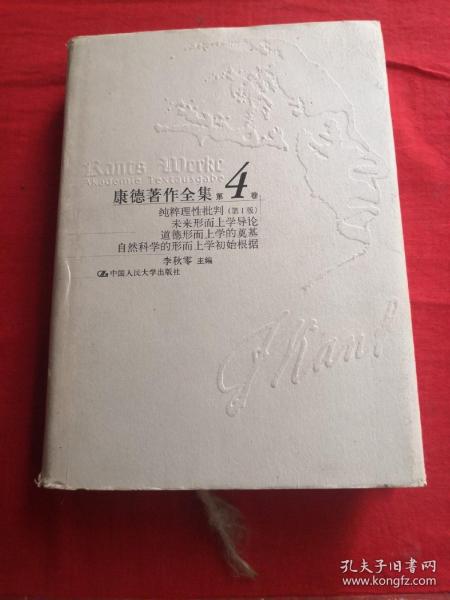 Kants Werke
Akademie Textausgabe
康德著作全集 第4卷
纯粹理性批判(第1版)
未来形而上学导论
道德形而上学的奠基
自然科学的形而上学初始根据
李秋零 主编
中国人民大学出版社
Kant
孔夫子旧书网
www.kongfz.com